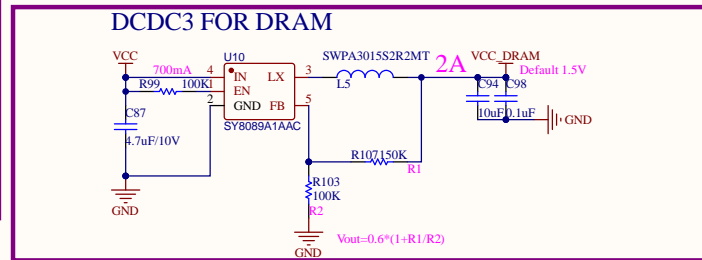 DCDC3 FOR DRAM
VCC
U10
SWPA3015S2R2MT
2A
VCC_DRAM
700mA
4
IN
LX
3
L5
Default 1.5V
R99
100K
1
EN
C94
C98
2
GND
FB
5
10uF
0.1uF
GND
C87
4.7uF/10V
SY8089A1AAC
R107
150K
R1
R103
100K
R2
GND
Vout=0.6*(1+R1/R2)
GND